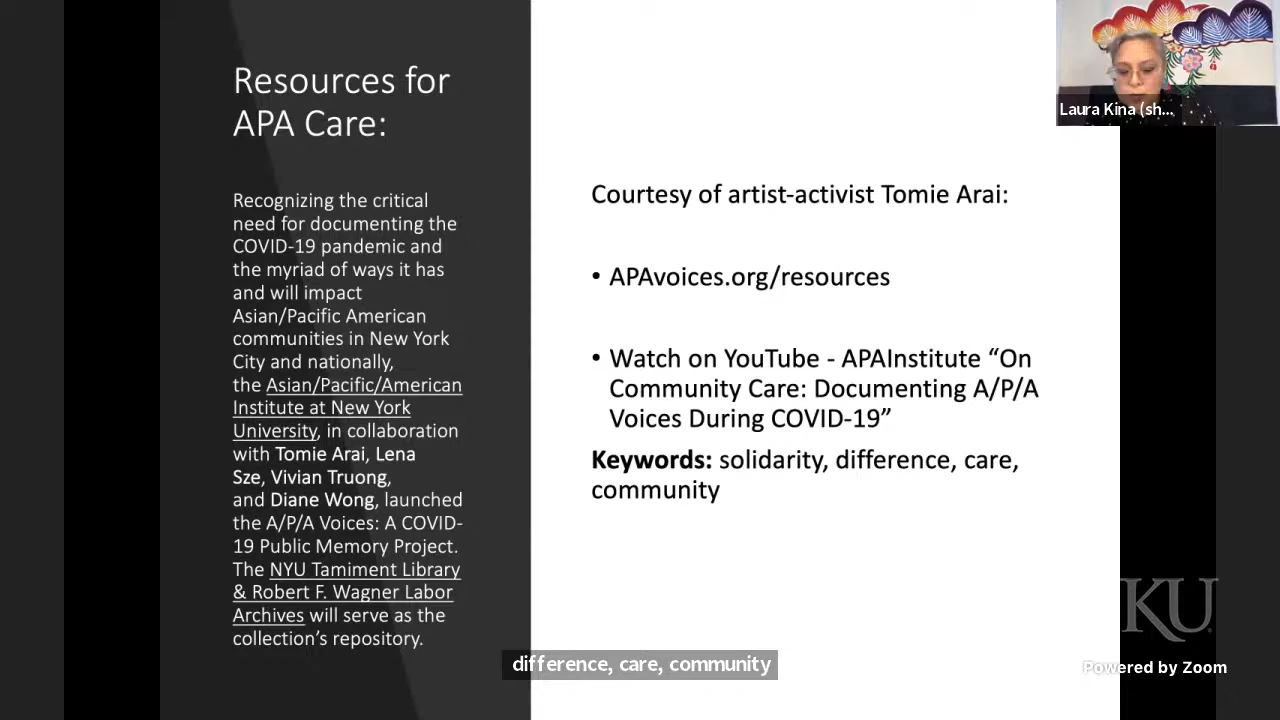 Resources for
APA Care:
Recognizing the critical
need for documenting the
COVID-19 pandemic and
the myriad of ways it has
and will impact
Asian/Pacific American
communities in New York
City and nationally,
the Asian/Pacific/American
Institute at New York
University, in collaboration
with Tomie Arai, Lena
Sze, Vivian Truong,
and Diane Wong, launched
the A/P/A Voices: A COVID-
19 Public Memory Project.
The NYU Tamiment Library
& Robert F. Wagner Labor
Archives will serve as the
collection’s repository.
Courtesy of artist-activist Tomie Arai:
• APAvoices.org/resources
• Watch on YouTube - APAInstitute “On
Community Care: Documenting A/P/A
Voices During COVID-19”
Keywords: solidarity, difference, care,
community
Laura Kina (sh...
KU
difference, care, community
Powered by Zoom